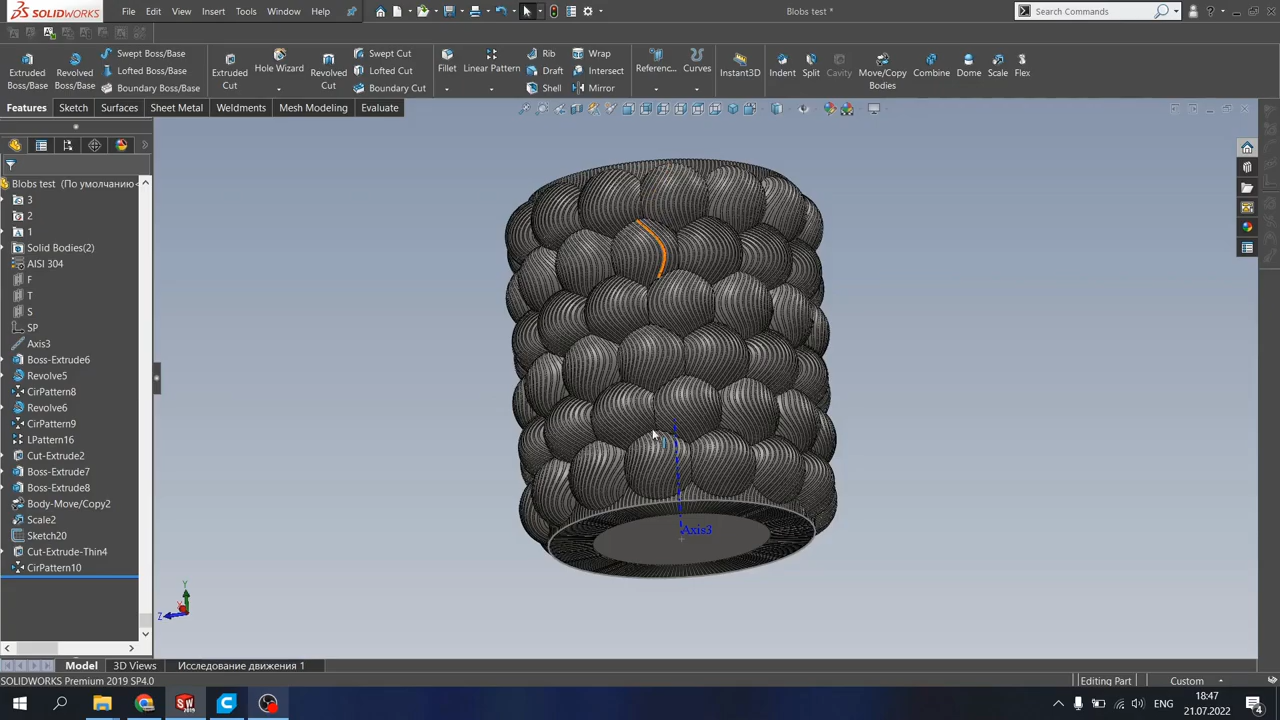 SOLIDWORKS
File Edit View Insert Tools Window Help
Blobs test *
Search Commands
Extruded Boss/Base
Revolved Boss/Base
Swept Boss/Base
Lofted Boss/Base
Boundary Boss/Base
Extruded Cut
Hole Wizard
Revolved Cut
Swept Cut
Lofted Cut
Boundary Cut
Fillet
Linear Pattern
Rib
Draft
Shell
Wrap
Intersect
Mirror
Referenc...
Curves
Instant3D
Indent
Split
Cavity
Move/Copy Bodies
Combine
Dome
Scale
Flex
Features Sketch Surfaces Sheet Metal Weldments Mesh Modeling Evaluate
Blobs test (По умолчанию<
3
2
1
Solid Bodies(2)
AISI 304
F
T
S
SP
Axis3
Boss-Extrude6
Revolve5
CirPattern8
Revolve6
CirPattern9
LPattern16
Cut-Extrude2
Boss-Extrude7
Boss-Extrude8
Body-Move/Copy2
Scale2
Sketch20
Cut-Extrude-Thin4
CirPattern10
Axis3
Y
Z
Model 3D Views Исследование движения 1
SOLIDWORKS Premium 2019 SP4.0
Editing Part
Custom
ENG
18:47
21.07.2022
4